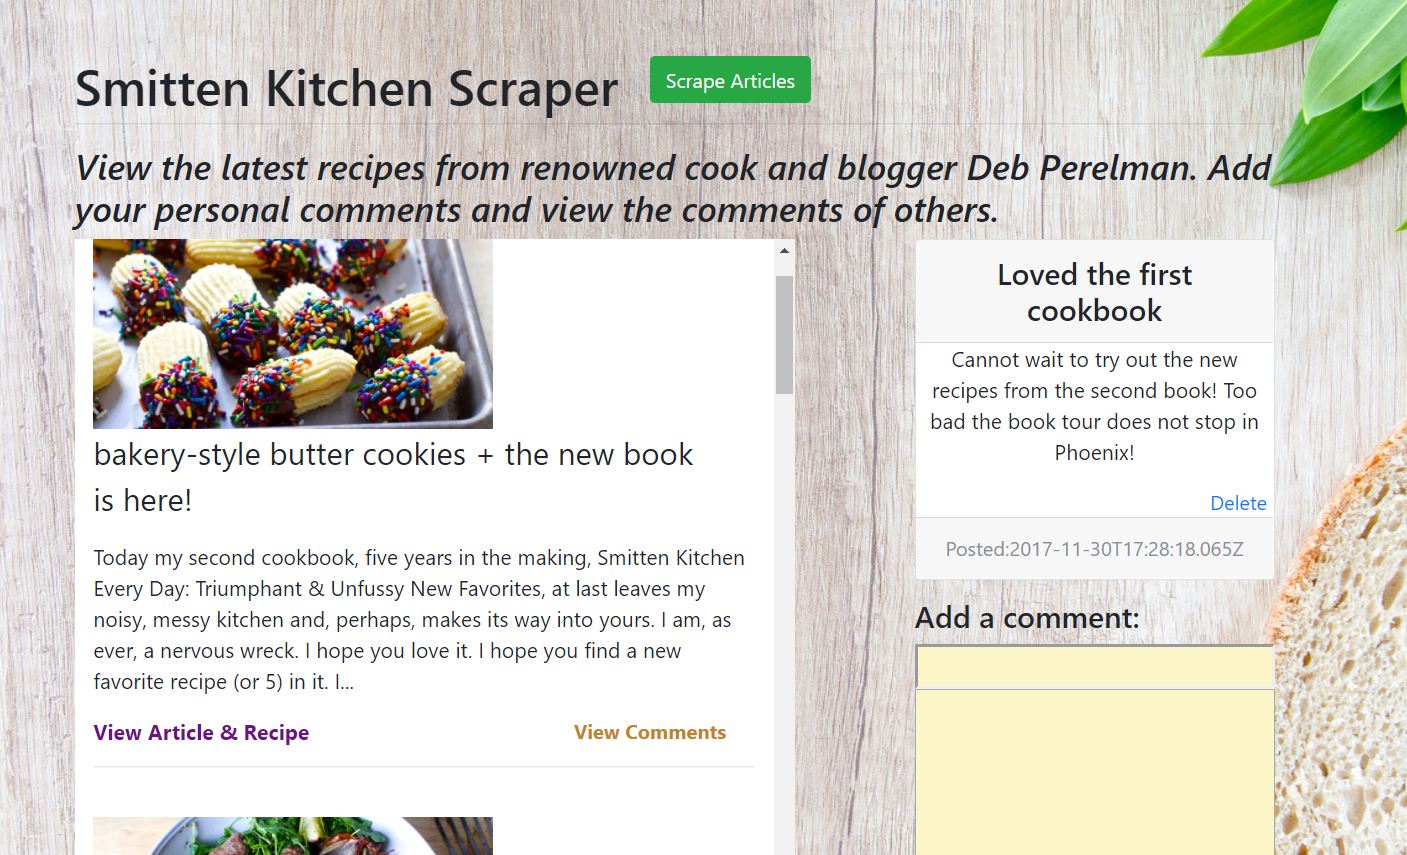 Smitten Kitchen Scraper
Scrape Articles
View the latest recipes from renowned cook and blogger Deb Perelman. Add
your personal comments and view the comments of others.
bakery-style butter cookies + the new book
is here!
Today my second cookbook, five years in the making, Smitten Kitchen
Every Day: Triumphant & Unfussy New Favorites, at last leaves my
noisy, messy kitchen and, perhaps, makes its way into yours. I am, as
ever, a nervous wreck. I hope you love it. I hope you find a new
favorite recipe (or 5) in it. I...
View Article & Recipe
View Comments
Loved the first
cookbook
Cannot wait to try out the new
recipes from the second book! Too
bad the book tour does not stop in
Phoenix!
Delete
Posted:2017-11-30T17:28:18.065Z
Add a comment: